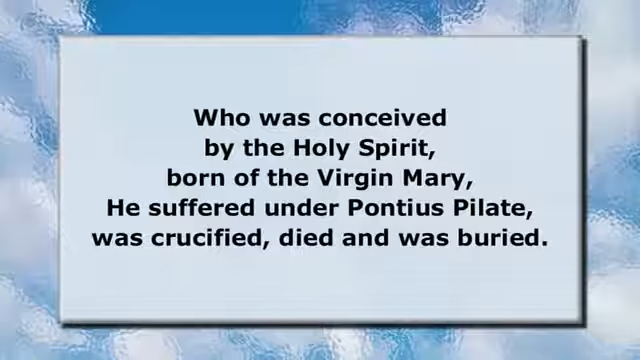 Who was conceived
by the Holy Spirit,
born of the Virgin Mary,
He suffered under Pontius Pilate,
was crucified, died and was buried.